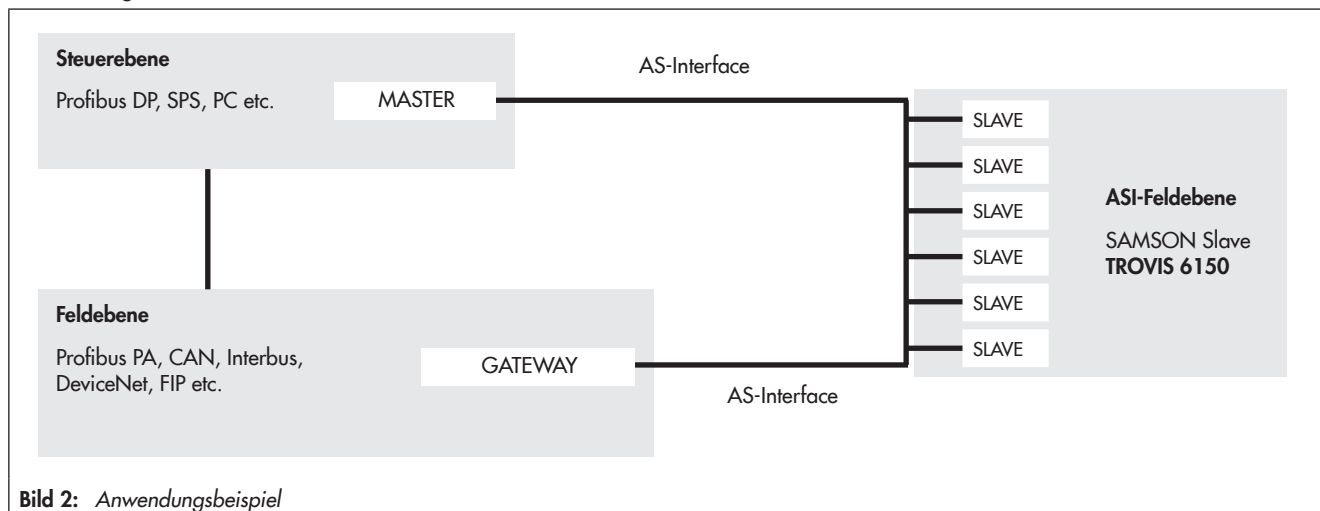 Steuerebene
Profibus DP, SPS, PC etc.
MASTER
AS-Interface
SLAVE
SLAVE
SLAVE
SLAVE
SLAVE
SLAVE
ASI-Feldebene
SAMSON Slave
TROVIS 6150
Feldebene
Profibus PA, CAN, Interbus,
DeviceNet, FIP etc.
GATEWAY
AS-Interface
Bild 2: Anwendungsbeispiel